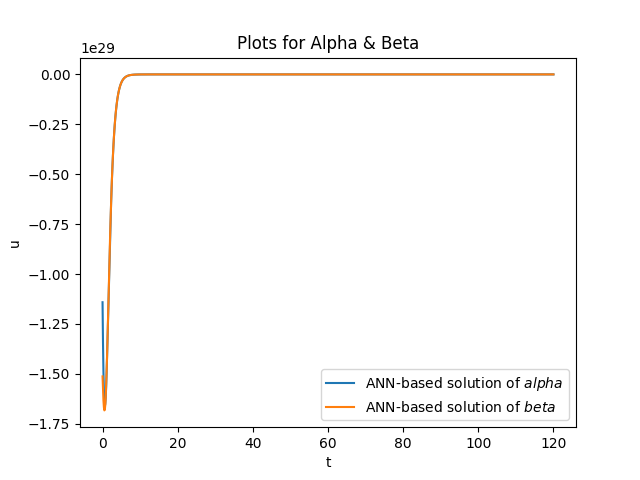 Plots for Alpha & Beta
1e29
0.00
−0.25
−0.50
−0.75
−1.00
−1.25
−1.50
−1.75
u
0 20 40 60 80 100 120
t
ANN-based solution of alpha
ANN-based solution of beta